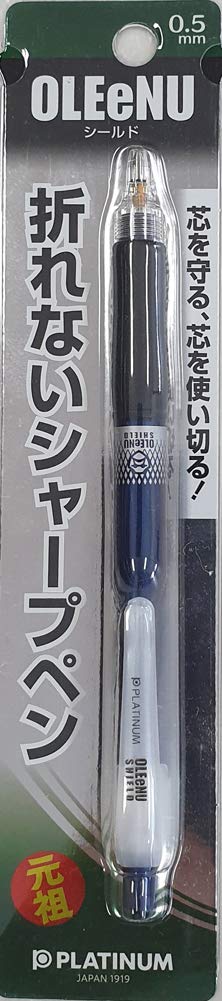 OLEeNU
シールド
0.5
mm
折れないシャープペン
芯を守る、芯を使い切る!
OLEeNU
SHIELD
PLATINUM
OLEeNU
SHIELD
元祖
PLATINUM
JAPAN 1919